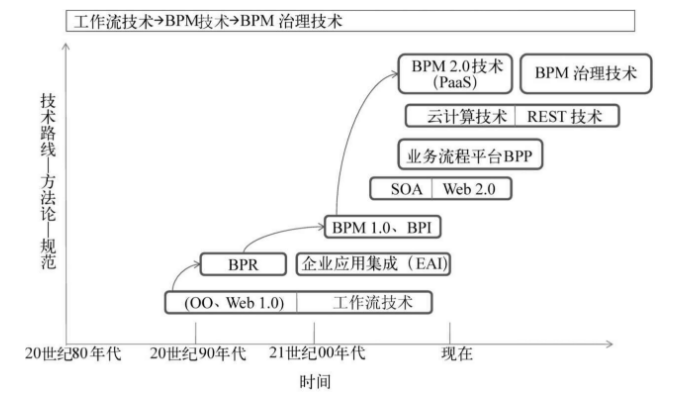 工作流技术→BPM技术→BPM 治理技术
BPM 2.0技术
(PaaS)
BPM 治理技术
云计算技术 REST 技术
业务流程平台BPP
SOA Web 2.0
BPM 1.0、BPI
BPR
企业应用集成（EAI)
(OO、Web 1.0) 工作流技术
技术路线—方法论—规范
20世纪80年代 20世纪90年代 21世纪00年代 现在
时间